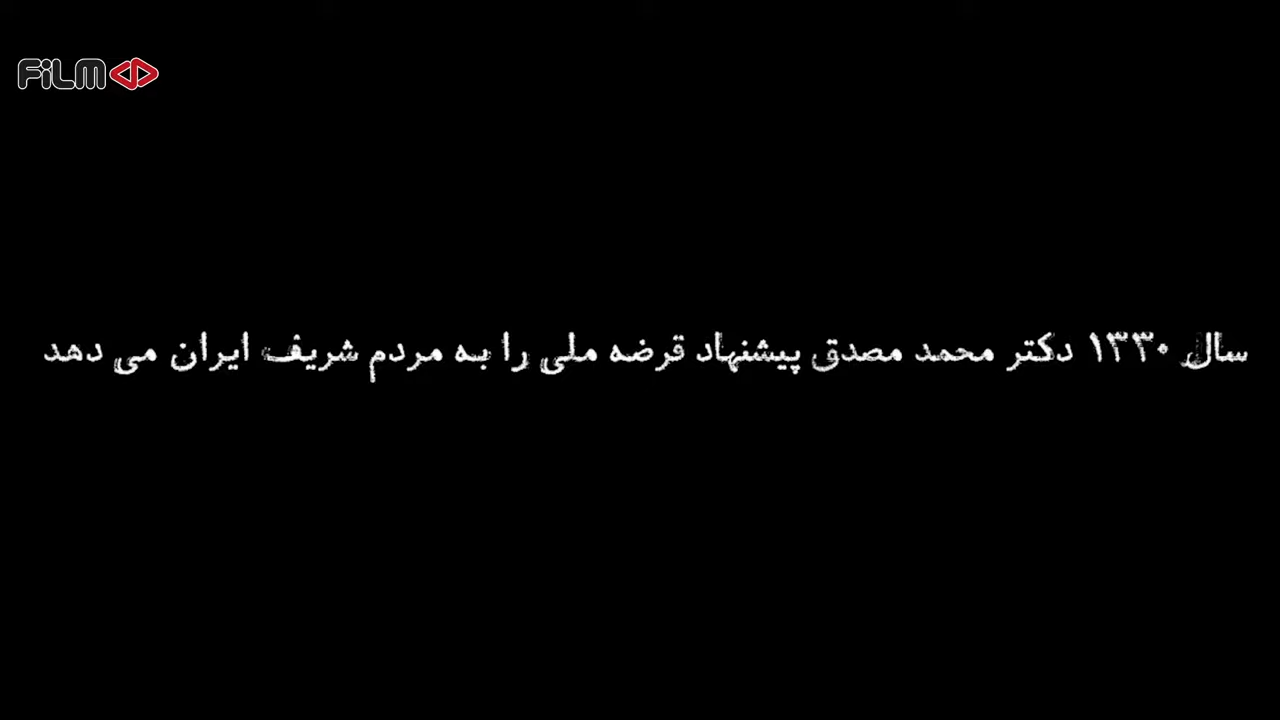 FiLM
سال ۱۳۳۰ دکتر محمد مصدق پیشنهاد قرضه ملی را به مردم شریف ایران می دهد